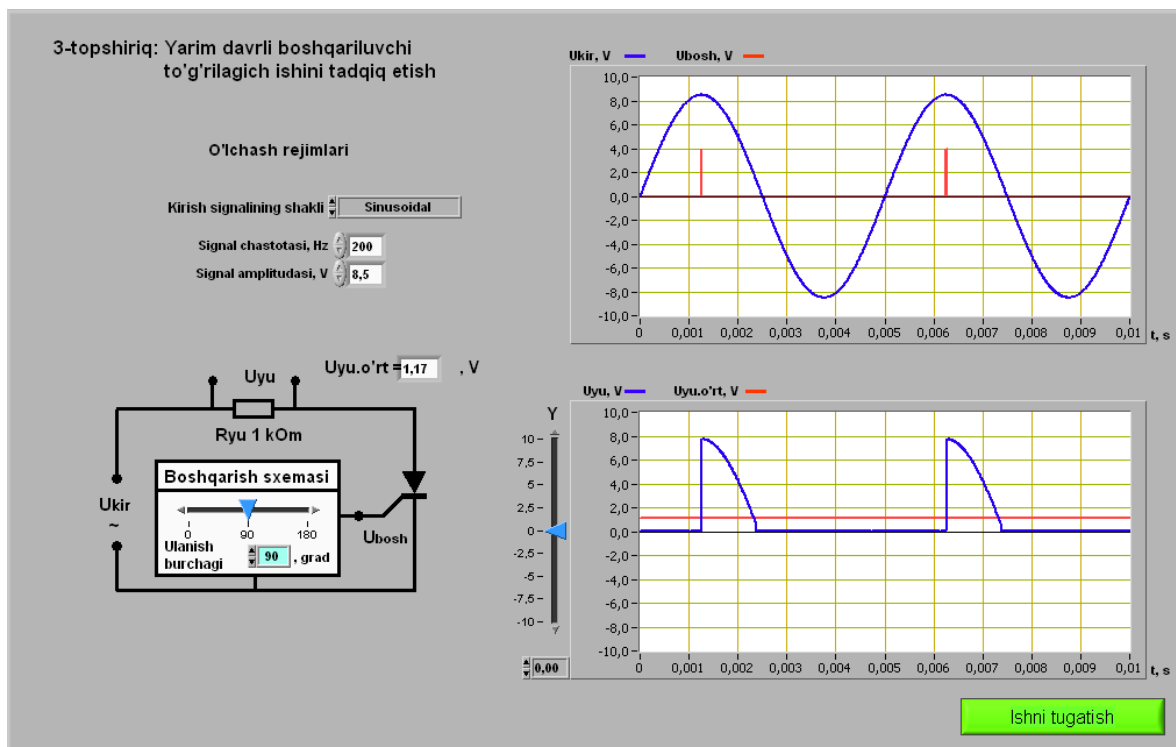 3-topshiriq: Yarim davrli boshqariluvchi
to'g'rilagich ishini tadqiq etish
O'lchash rejimlari
Kirish signalining shakli Sinusoidal
Signal chastotasi, Hz 200
Signal amplitudasi, V 8,5
Uyu.o'rt = 1,17 , V
Uyu
Ryu 1 kOm
Boshqarish sxemasi
0 90 180
Ulanish
burchagi 90 , grad
Ukir
~
Ubosh
Ukir, V Ubosh, V
10,0
8,0
6,0
4,0
2,0
0,0
-2,0
-4,0
-6,0
-8,0
-10,0
0 0,001 0,002 0,003 0,004 0,005 0,006 0,007 0,008 0,009 0,01 t, s
Y
10
7,5
5
2,5
0
-2,5
-5
-7,5
-10
0,00
Uyu, V Uyu.o'rt, V
10,0
8,0
6,0
4,0
2,0
0,0
-2,0
-4,0
-6,0
-8,0
-10,0
0 0,001 0,002 0,003 0,004 0,005 0,006 0,007 0,008 0,009 0,01 t, s
Ishni tugatish